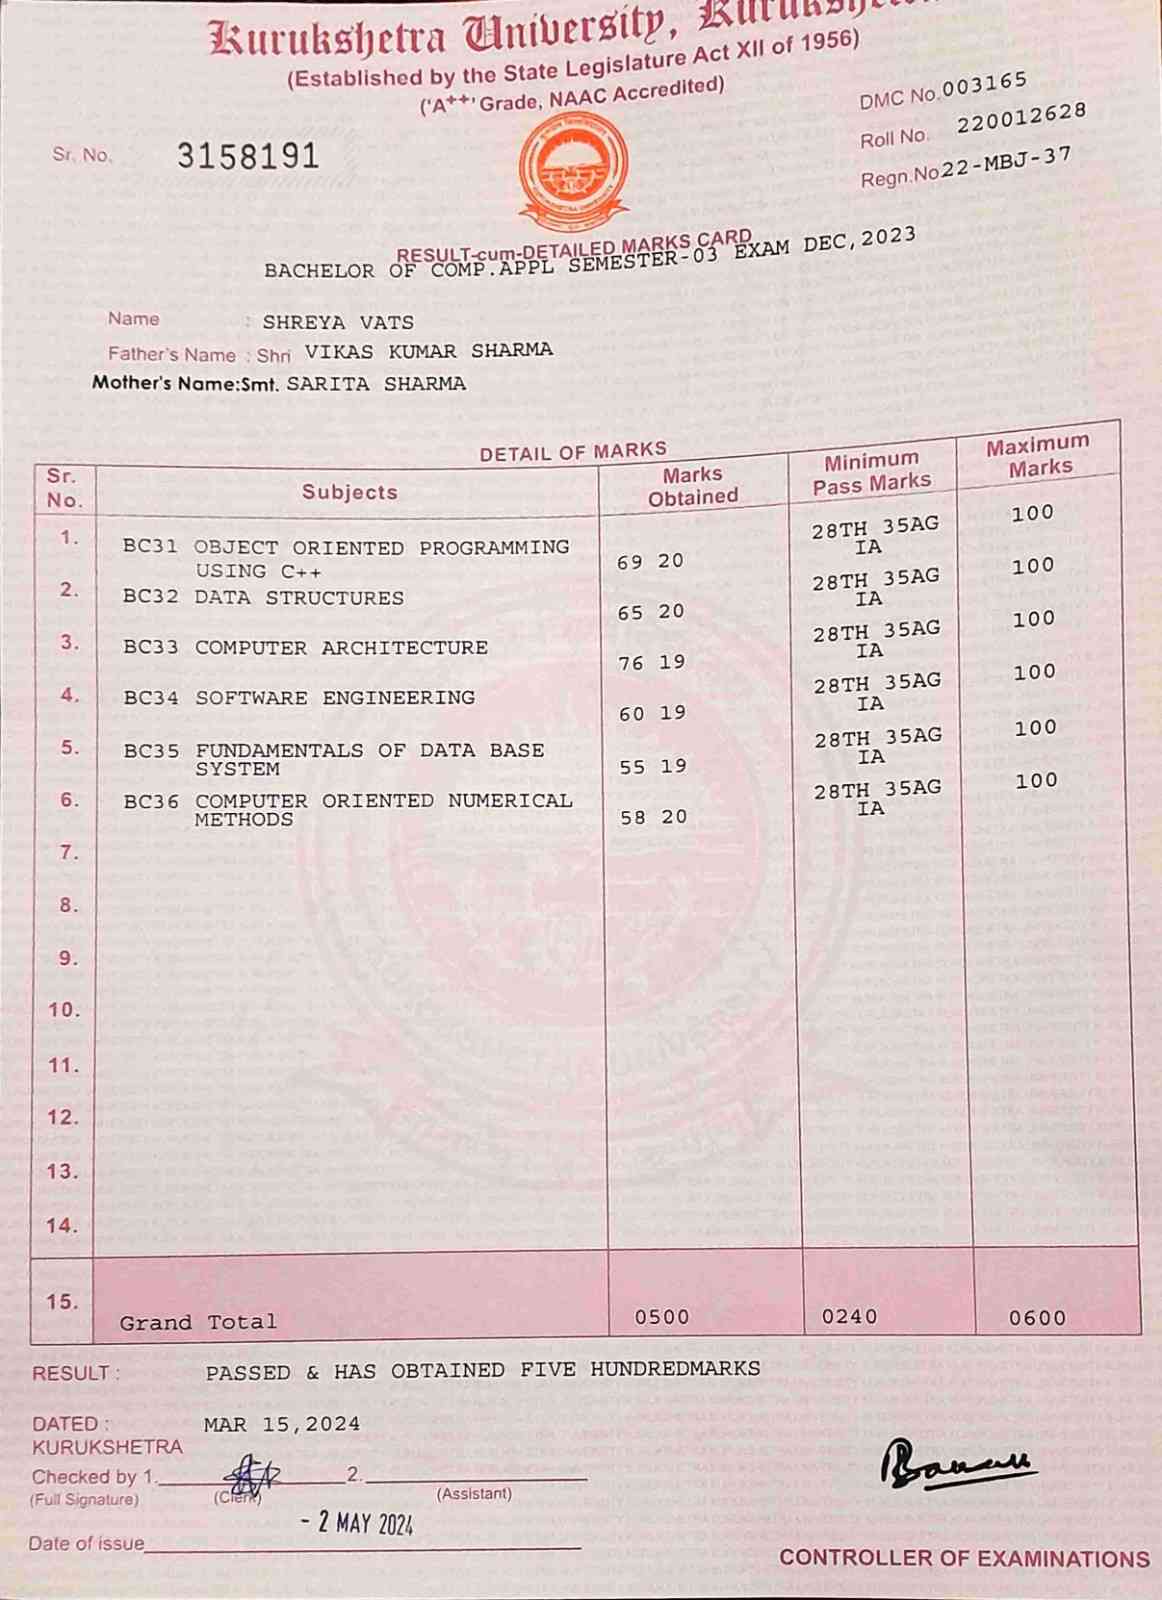 Kurukshetra University, Kurukshetra
(Established by the State Legislature Act XII of 1956)
('A++' Grade, NAAC Accredited)
DMC No. 003165
Roll No. 220012628
Regn.No 22-MBJ-37
Sr. No. 3158191
KURUKSHETRA UNIVERSITY
RESULT-cum-DETAILED MARKS CARD
BACHELOR OF COMP.APPL SEMESTER-03 EXAM DEC,2023
Name : SHREYA VATS
Father's Name : Shri VIKAS KUMAR SHARMA
Mother's Name:Smt. SARITA SHARMA
DETAIL OF MARKS
Sr. No. Subjects Marks Obtained Minimum Pass Marks Maximum Marks
1. BC31 OBJECT ORIENTED PROGRAMMING 69 20 28TH 35AG 100
USING C++ IA
2. BC32 DATA STRUCTURES 65 20 28TH 35AG 100
IA
3. BC33 COMPUTER ARCHITECTURE 76 19 28TH 35AG 100
IA
4. BC34 SOFTWARE ENGINEERING 60 19 28TH 35AG 100
IA
5. BC35 FUNDAMENTALS OF DATA BASE 55 19 28TH 35AG 100
SYSTEM IA
6. BC36 COMPUTER ORIENTED NUMERICAL 58 20 28TH 35AG 100
METHODS IA
7.
8.
9.
10.
11.
12.
13.
14.
15. Grand Total 0500 0240 0600
RESULT : PASSED & HAS OBTAINED FIVE HUNDREDMARKS
DATED : MAR 15,2024
KURUKSHETRA
Checked by 1. 2.
(Full Signature) (Clerk) (Assistant)
- 2 MAY 2024
Date of issue
CONTROLLER OF EXAMINATIONS